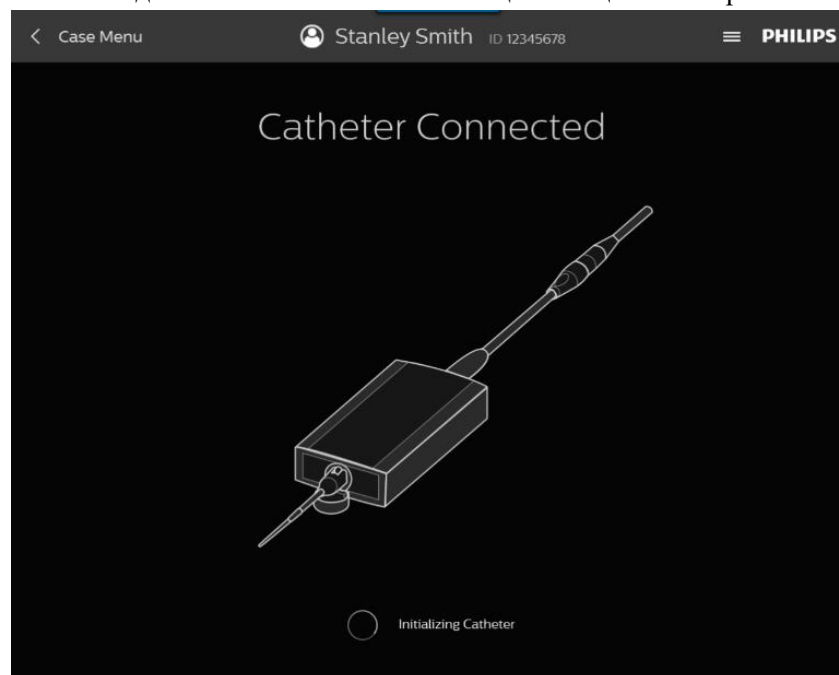 Case Menu
Stanley Smith ID 12345678
PHILIPS
Catheter Connected
Initializing Catheter